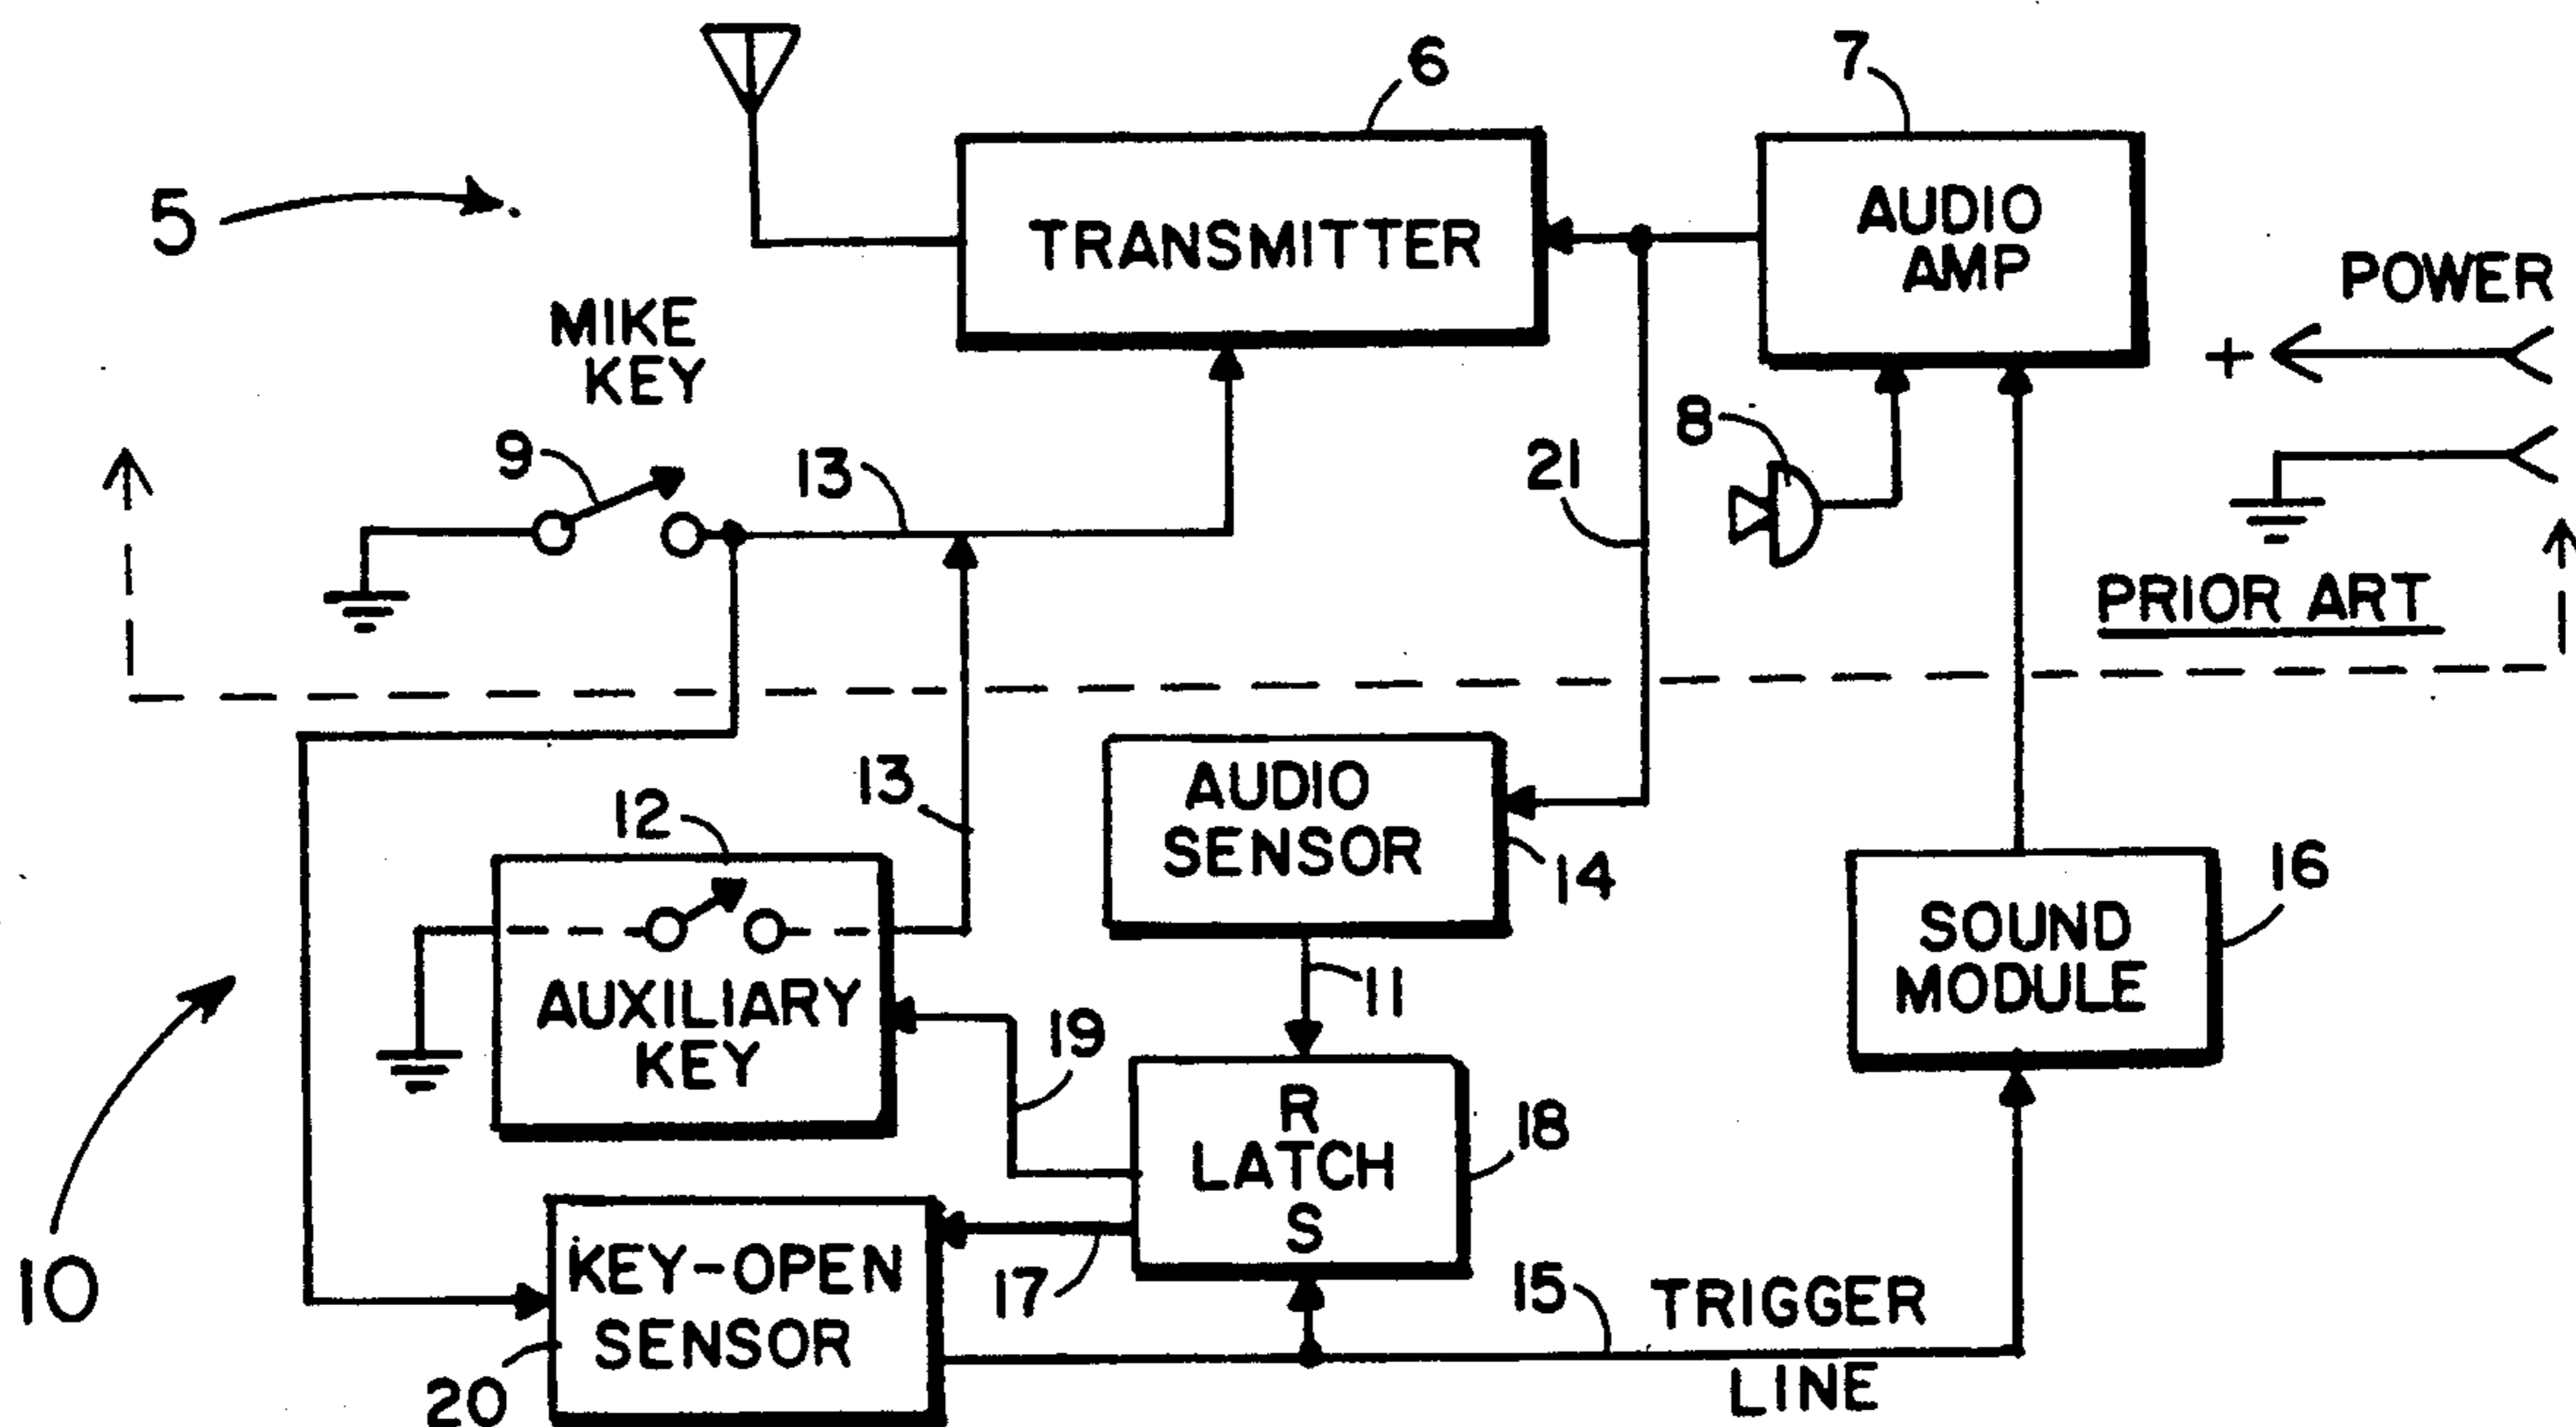 6
7
5
TRANSMITTER
AUDIO
AMP
POWER
MIKE
KEY
+
9
13
21
8
PRIOR ART
12
13
AUDIO
SENSOR
14
16
SOUND
MODULE
AUXILIARY
KEY
19
11
R
LATCH
S
18
10
KEY-OPEN
SENSOR
17
15
TRIGGER
LINE
20